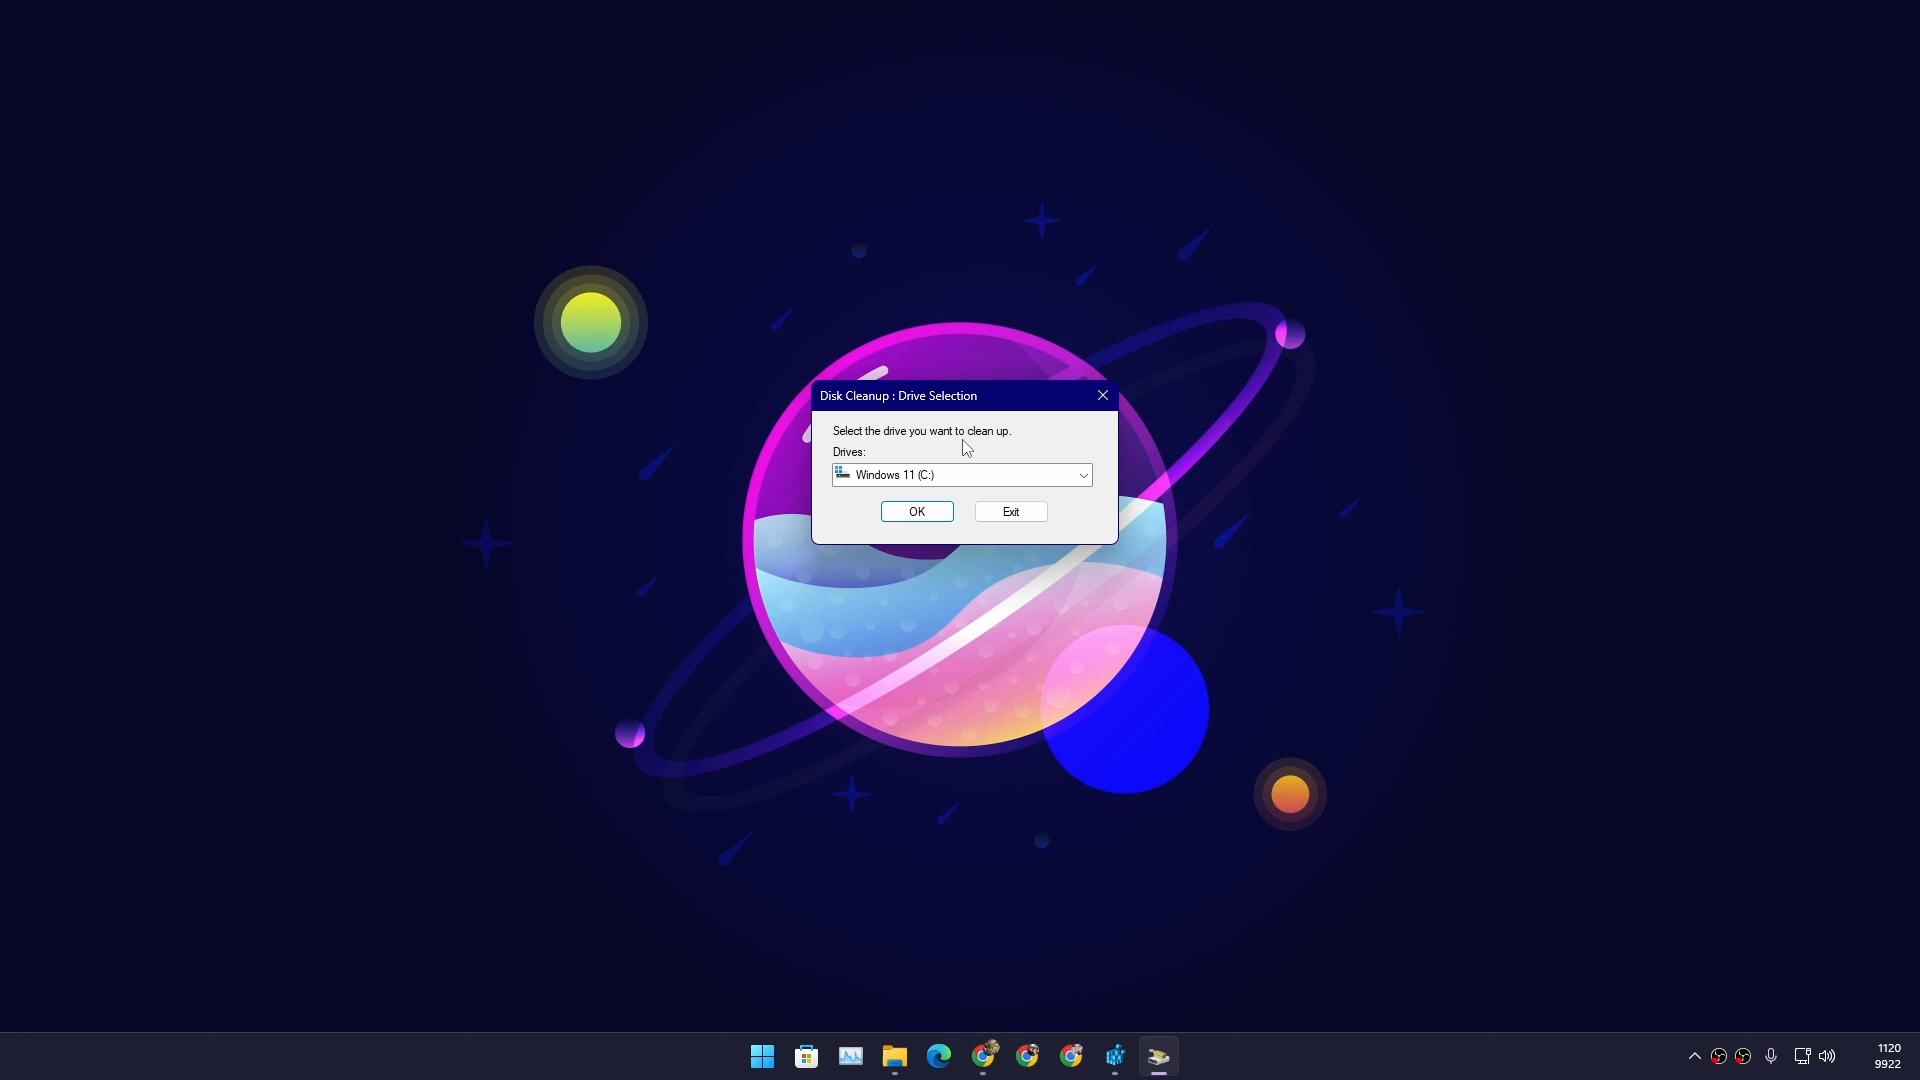 Disk Cleanup : Drive Selection
Select the drive you want to clean up.
Drives:
Windows 11 (C:)
OK
Exit
1120
9922